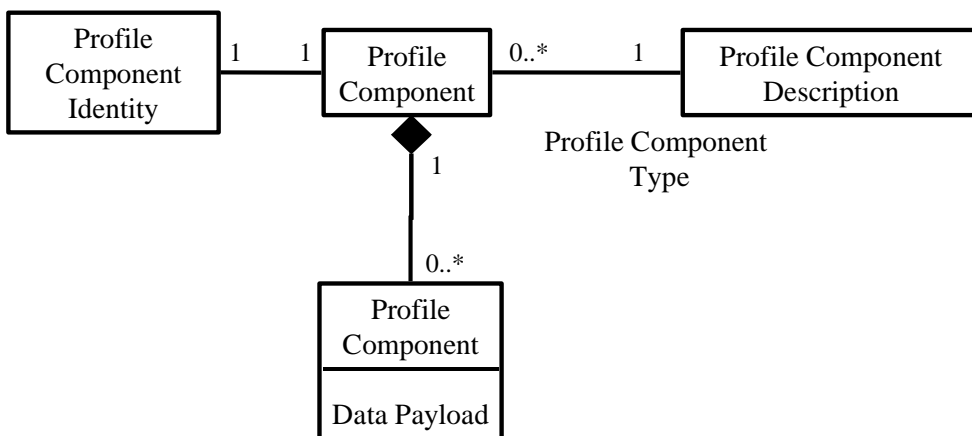 Profile
Component
Identity
1
1
Profile
Component
0..*
1
Profile Component
Description
Profile Component
Type
1
0..*
Profile
Component
Data Payload